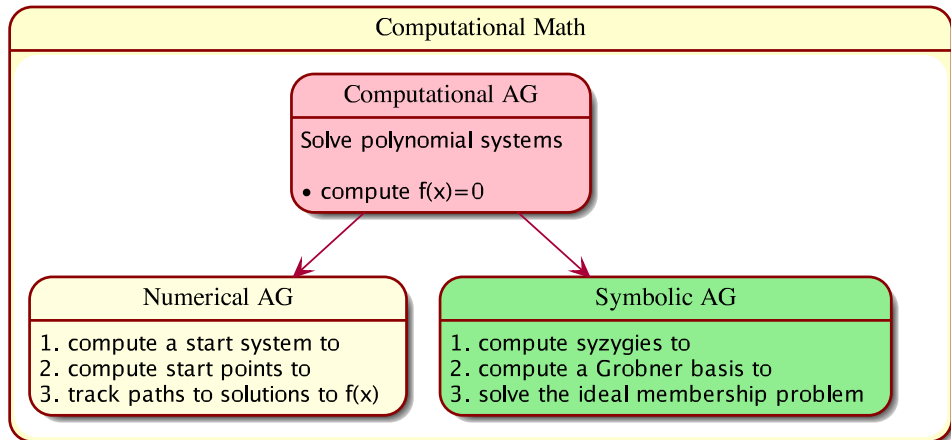 Computational Math
Computational AG
Solve polynomial systems
• compute f(x)=0
Numerical AG
1. compute a start system to
2. compute start points to
3. track paths to solutions to f(x)
Symbolic AG
1. compute syzygies to
2. compute a Grobner basis to
3. solve the ideal membership problem